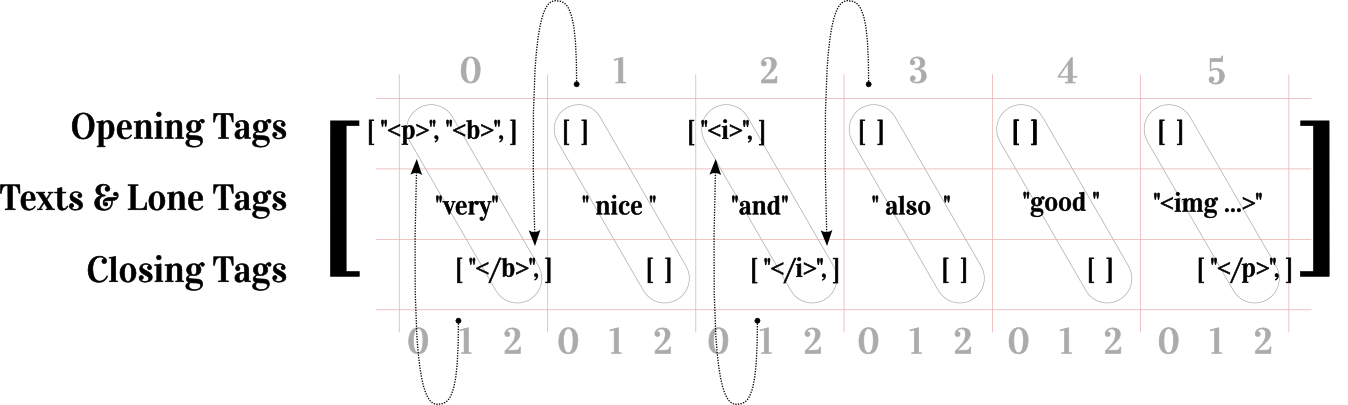 0 1 2 3 4 5
Opening Tags [ "<p>", "<b>", ] [ ] [ "<i>", ] [ ] [ ] [ ]
Texts & Lone Tags "very" " nice " "and" " also " "good " "<img ...>"
Closing Tags [ "</b>", ] [ ] [ "</i>", ] [ ] [ ] [ "</p>", ]
0 1 2 0 1 2 0 1 2 0 1 2 0 1 2 0 1 2